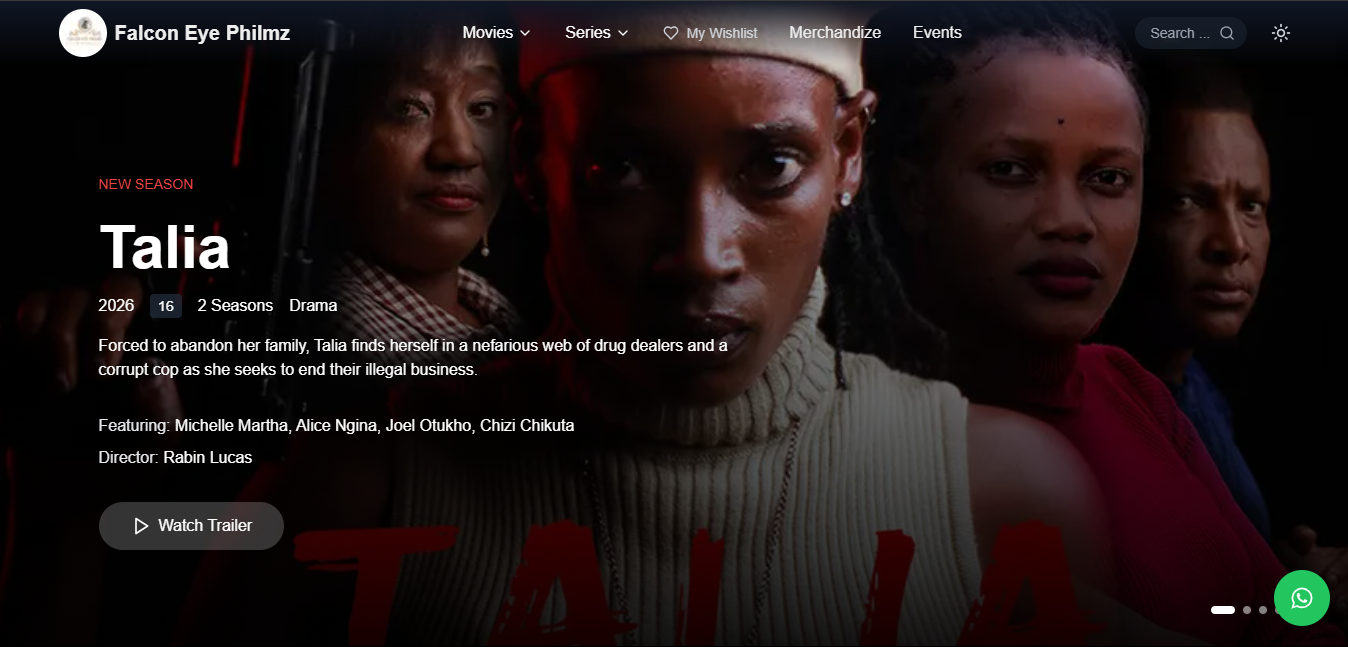 Falcon Eye Philmz
Movies
Series
My Wishlist
Merchandize
Events
Search ...
NEW SEASON
Talia
2026 16 2 Seasons Drama
Forced to abandon her family, Talia finds herself in a nefarious web of drug dealers and a
corrupt cop as she seeks to end their illegal business.
Featuring: Michelle Martha, Alice Ngina, Joel Otukho, Chizi Chikuta
Director: Rabin Lucas
Watch Trailer
TALIA